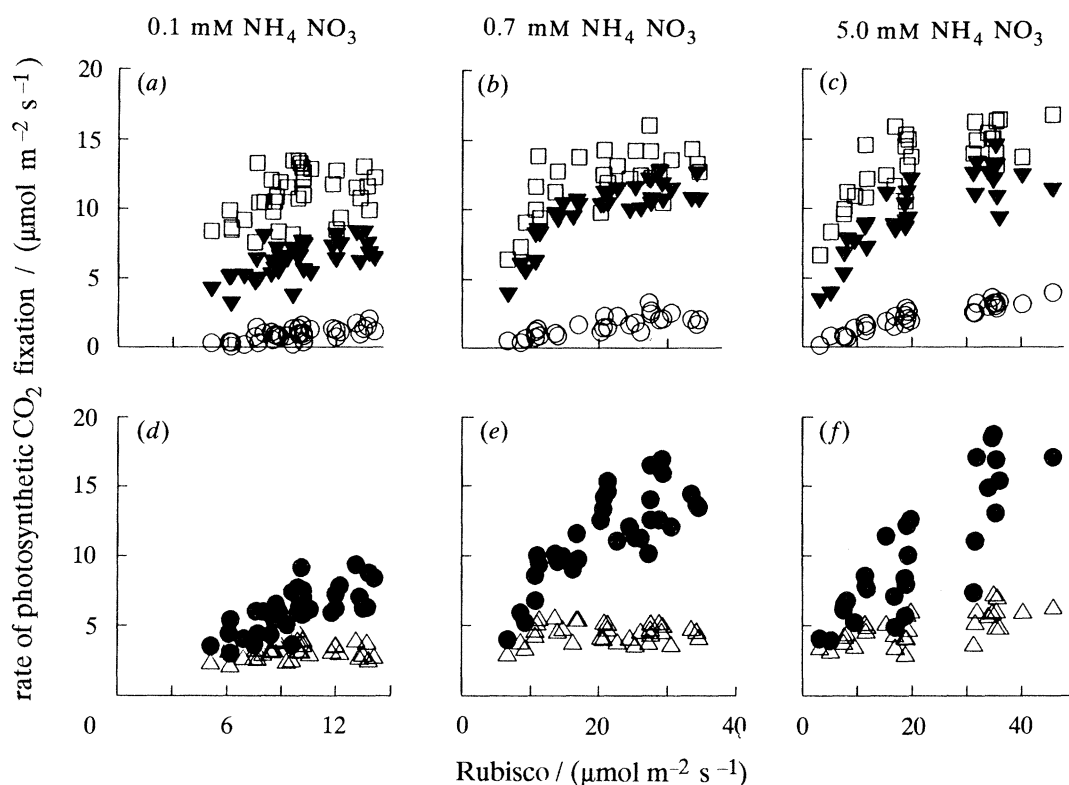 0.1 mM NH4 NO3
0.7 mM NH4 NO3
5.0 mM NH4 NO3
rate of photosynthetic CO2 fixation / (μmol m−2 s−1)
20
15
10
5
0
(a)
(b)
(c)
20
15
10
5
0
(d)
(e)
(f)
6
12
0
20
40
0
20
40
Rubisco / (μmol m−2 s−1)